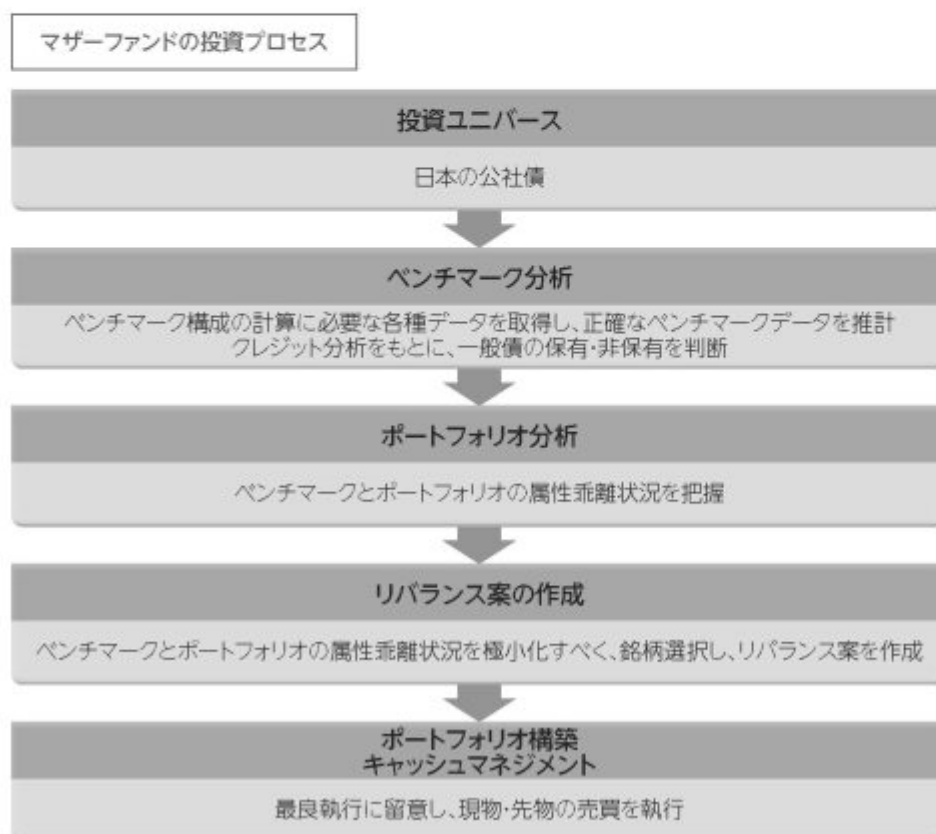 マザーファンドの投資プロセス
投資ユニバース
日本の公社債
ベンチマーク分析
ベンチマーク構成の計算に必要な各種データを取得し、正確なベンチマークデータを推計
クレジット分析をもとに、一般債の保有・非保有を判断
ポートフォリオ分析
ベンチマークとポートフォリオの属性乖離状況を把握
リバランス案の作成
ベンチマークとポートフォリオの属性乖離状況を極小化すべく、銘柄選択し、リバランス案を作成
ポートフォリオ構築
キャッシュマネジメント
最良執行に留意し、現物・先物の売買を執行